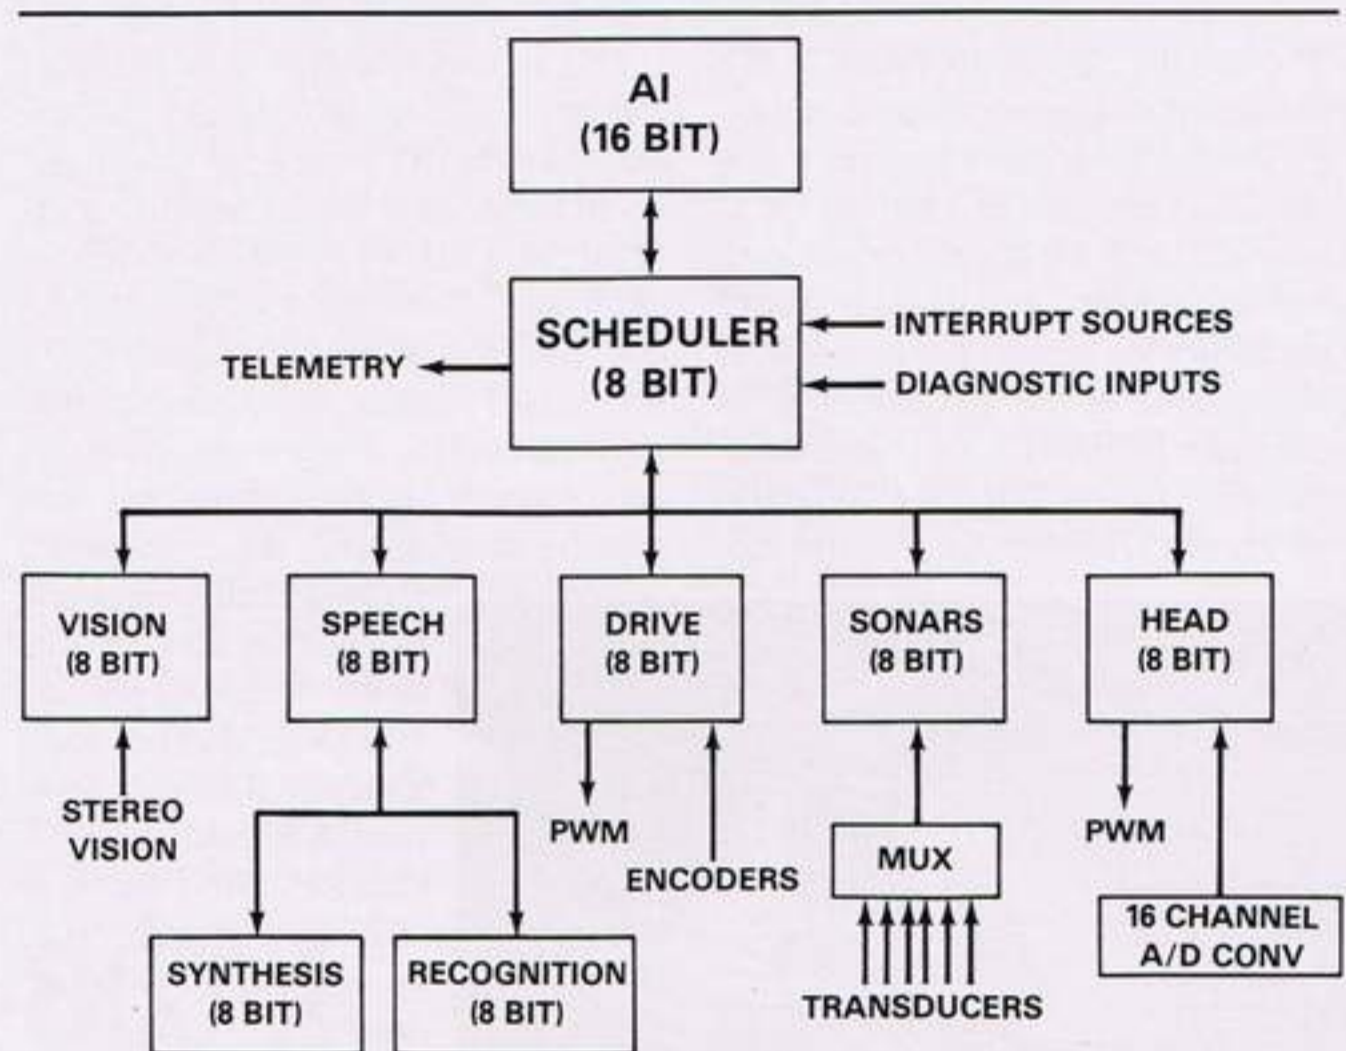 AI
(16 BIT)
SCHEDULER
(8 BIT)
INTERRUPT SOURCES
TELEMETRY
DIAGNOSTIC INPUTS
VISION
(8 BIT)
SPEECH
(8 BIT)
DRIVE
(8 BIT)
SONARS
(8 BIT)
HEAD
(8 BIT)
STEREO
VISION
PWM
ENCODERS
MUX
PWM
16 CHANNEL
A/D CONV
SYNTHESIS
(8 BIT)
RECOGNITION
(8 BIT)
TRANSDUCERS